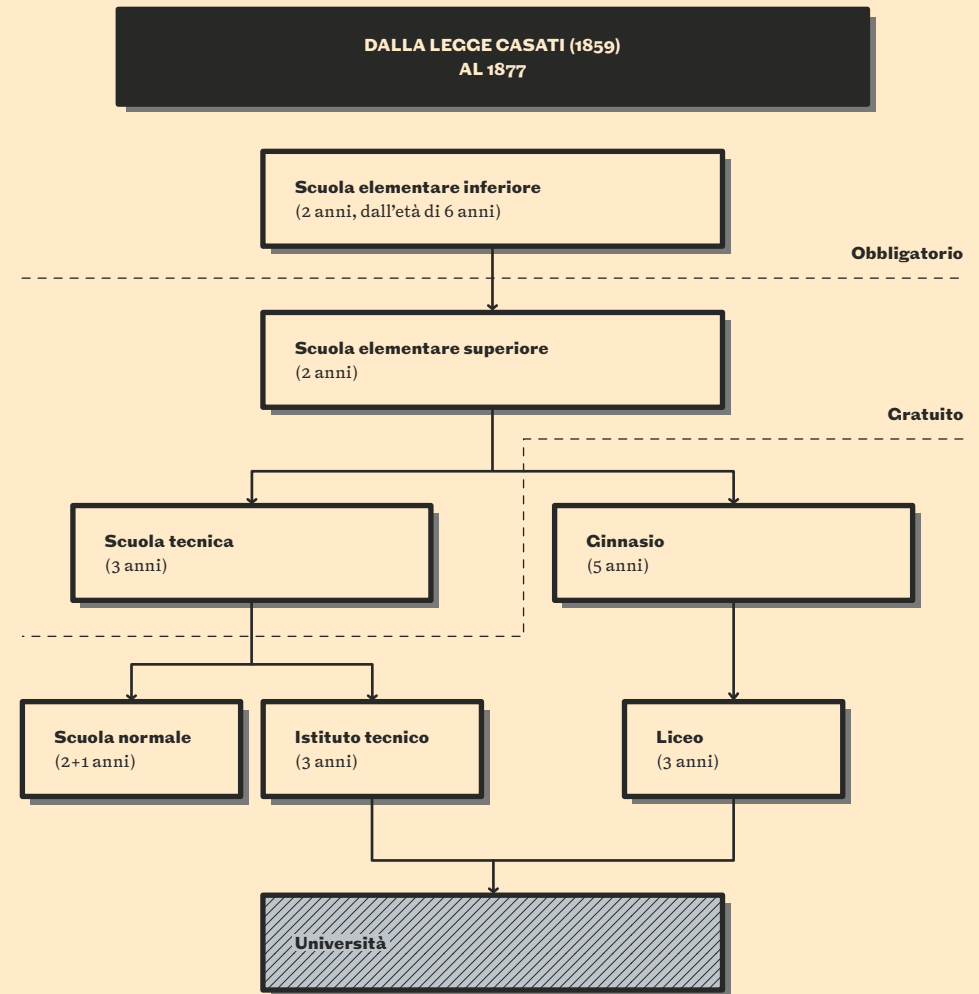 DALLA LEGGE CASATI (1859)
AL 1877
Scuola elementare inferiore
(2 anni, dall’età di 6 anni)
Obbligatorio
Scuola elementare superiore
(2 anni)
Gratuito
Scuola tecnica
(3 anni)
Ginnasio
(5 anni)
Scuola normale
(2+1 anni)
Istituto tecnico
(3 anni)
Liceo
(3 anni)
Università